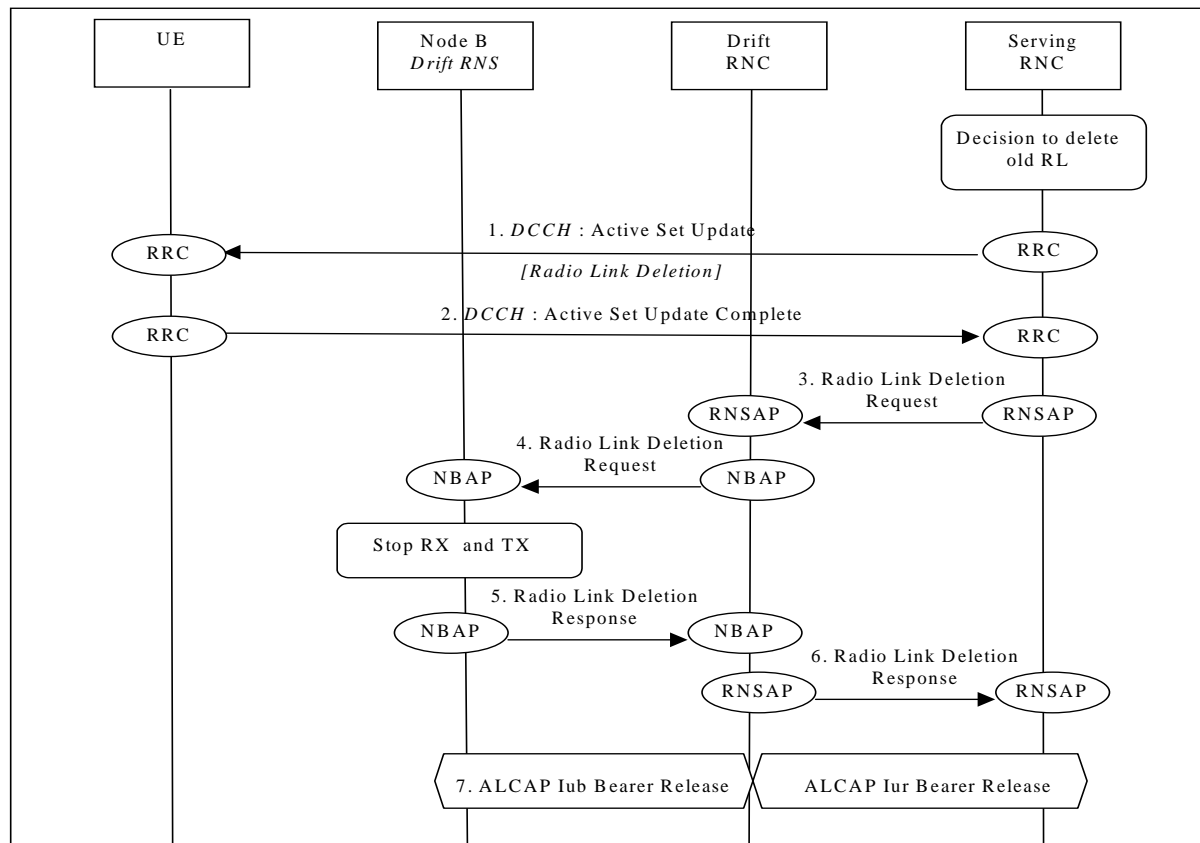 UE
Node B
Drift RNS
Drift
RNC
Serving
RNC
Decision to delete
old RL
1. DCCH : Active Set Update
RRC
RRC
[Radio Link Deletion]
2. DCCH : Active Set Update Complete
RRC
RRC
3. Radio Link Deletion
Request
RNSAP
RNSAP
4. Radio Link Deletion
Request
NBAP
NBAP
Stop RX and TX
5. Radio Link Deletion
Response
NBAP
NBAP
6. Radio Link Deletion
Response
RNSAP
RNSAP
7. ALCAP Iub Bearer Release
ALCAP Iur Bearer Release